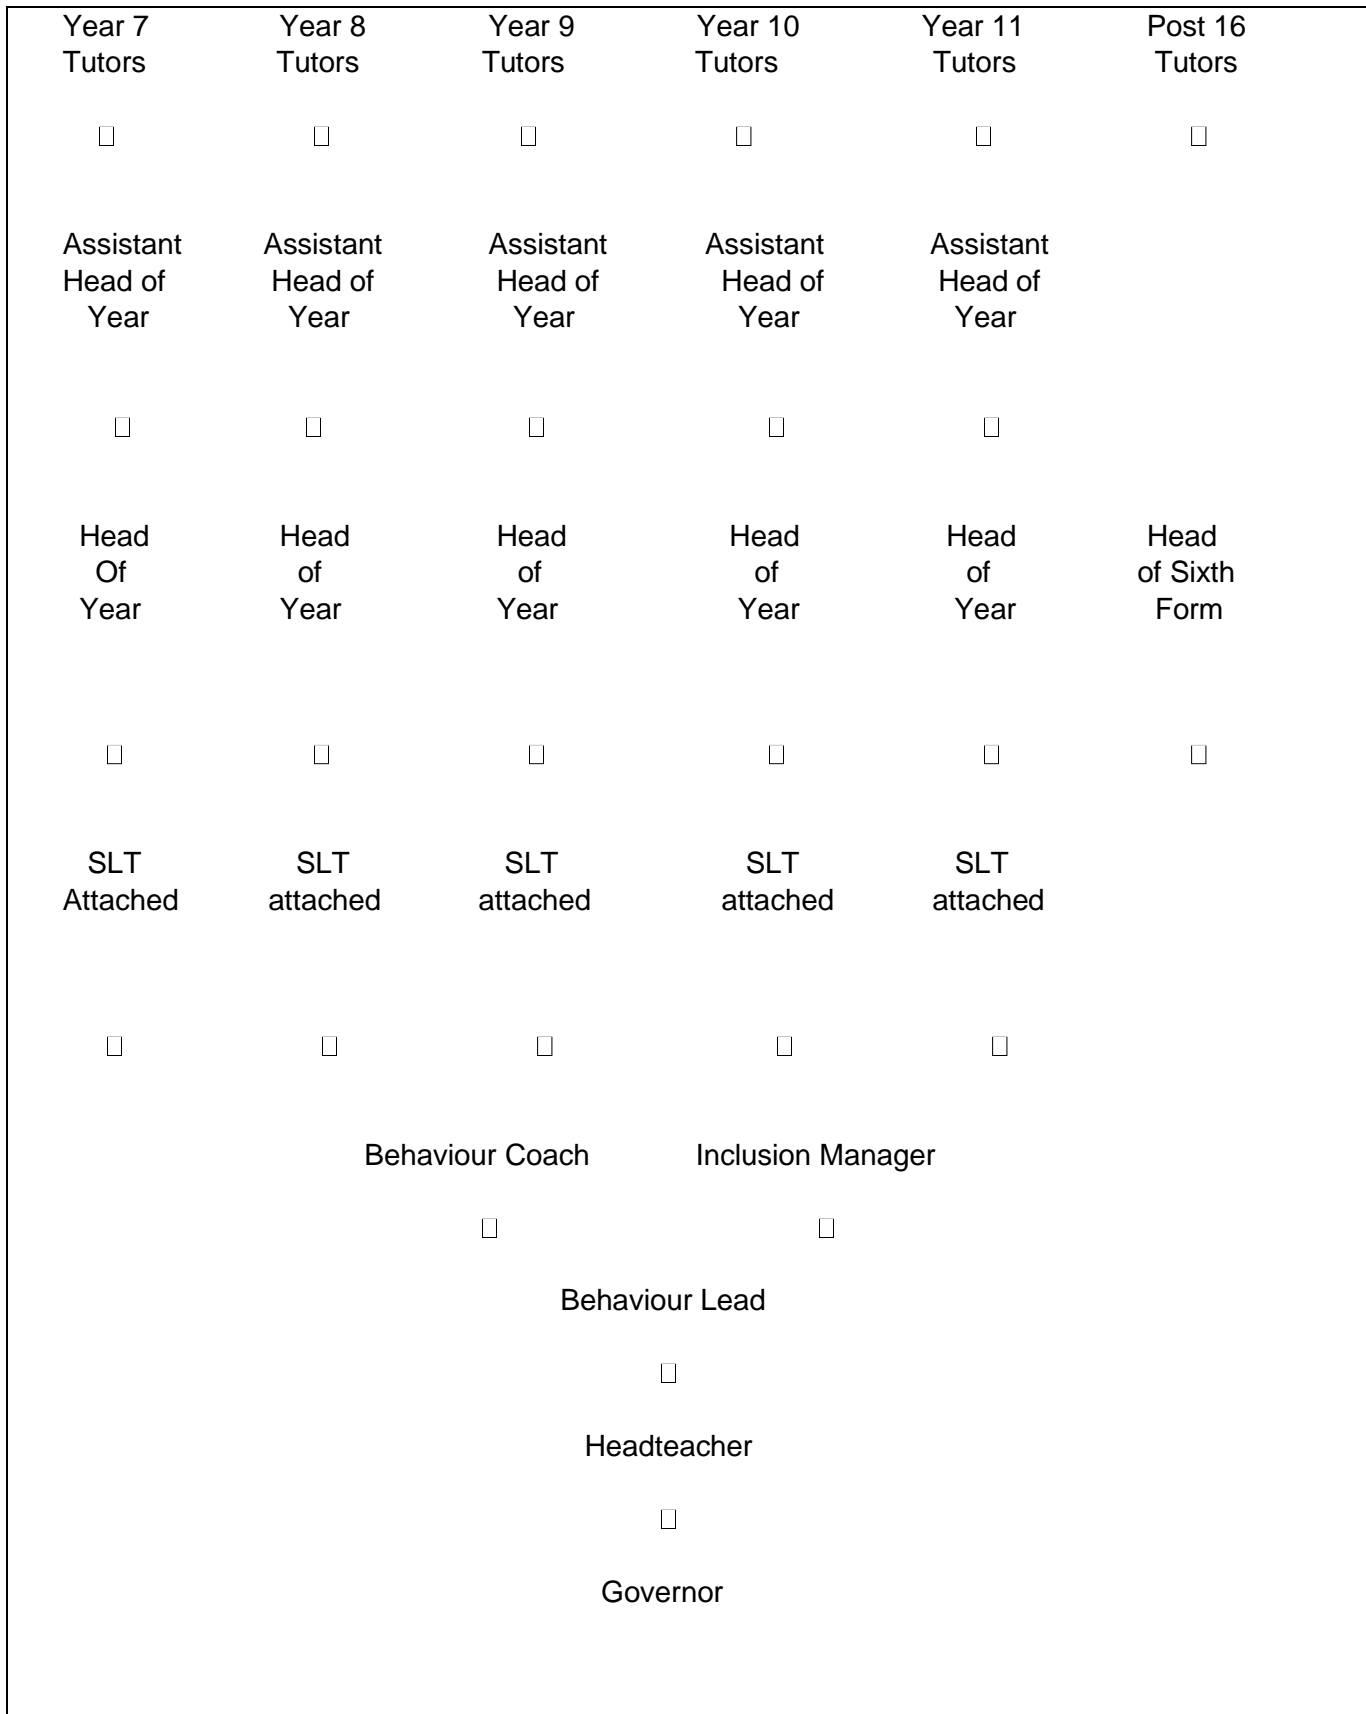 Year 7 Year 8 Year 9 Year 10 Year 11 Post 16
Tutors Tutors Tutors Tutors Tutors Tutors
Assistant Assistant Assistant Assistant Assistant
Head of Head of Head of Head of Head of
Year Year Year Year Year
Head Head Head Head Head Head
Of of of of of of Sixth
Year Year Year Year Year Form
SLT SLT SLT SLT SLT
Attached attached attached attached attached
Behaviour Coach Inclusion Manager
Behaviour Lead
Headteacher
Governor